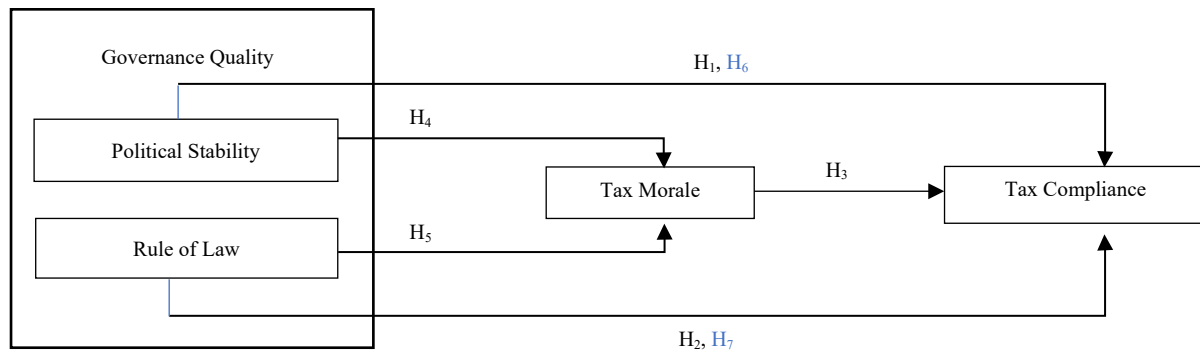 Governance Quality
H₁, H₆
H₄
Political Stability
Tax Morale
H₃
Tax Compliance
H₅
Rule of Law
H₂, H₇